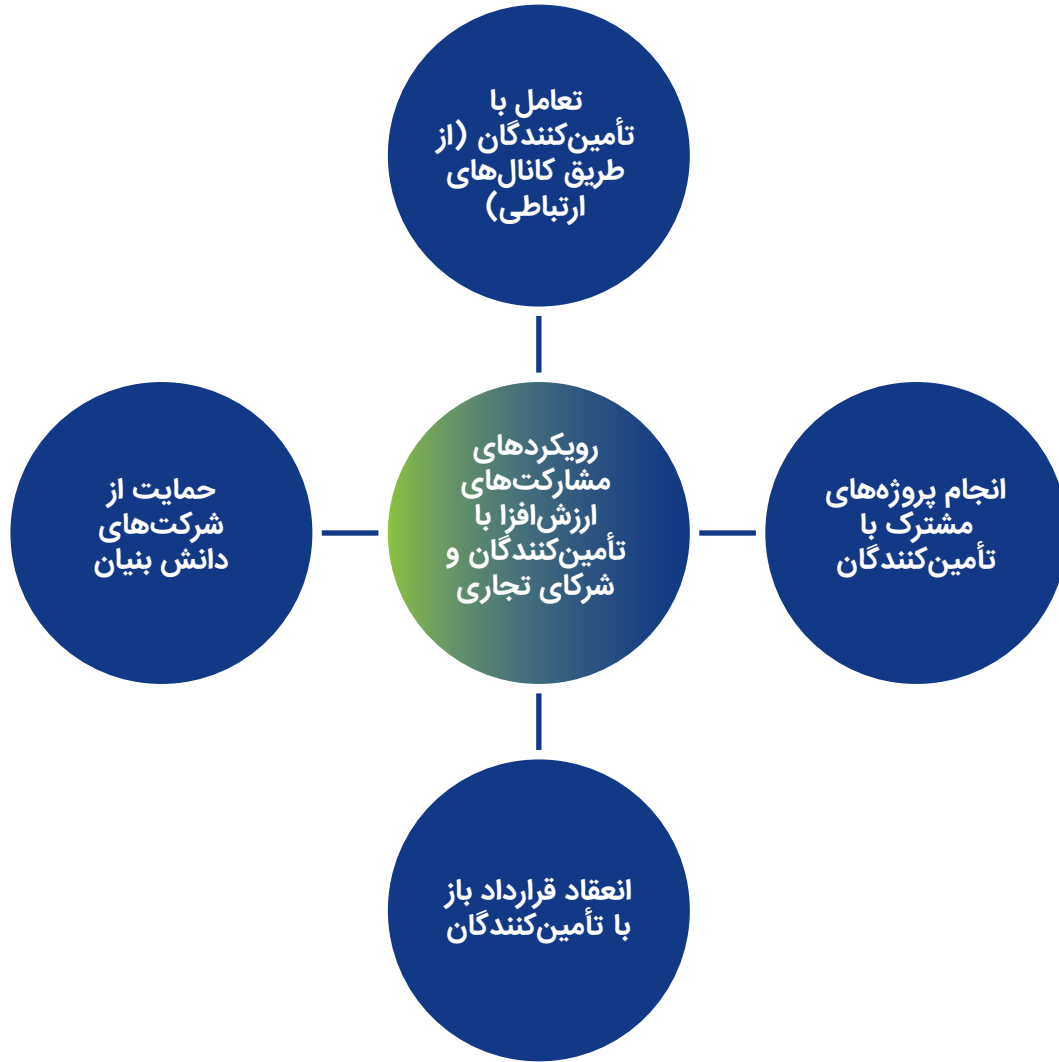 تعامل با
تأمین‌کنندگان (از
طریق کانال‌های
ارتباطی)
انجام پروژه‌های
مشترک با
تأمین‌کنندگان
رویکردهای
مشارکت‌های
ارزش‌افزا با
تأمین‌کنندگان و
شرکای تجاری
حمایت از
شرکت‌های
دانش بنیان
انعقاد قرارداد باز
با تأمین‌کنندگان